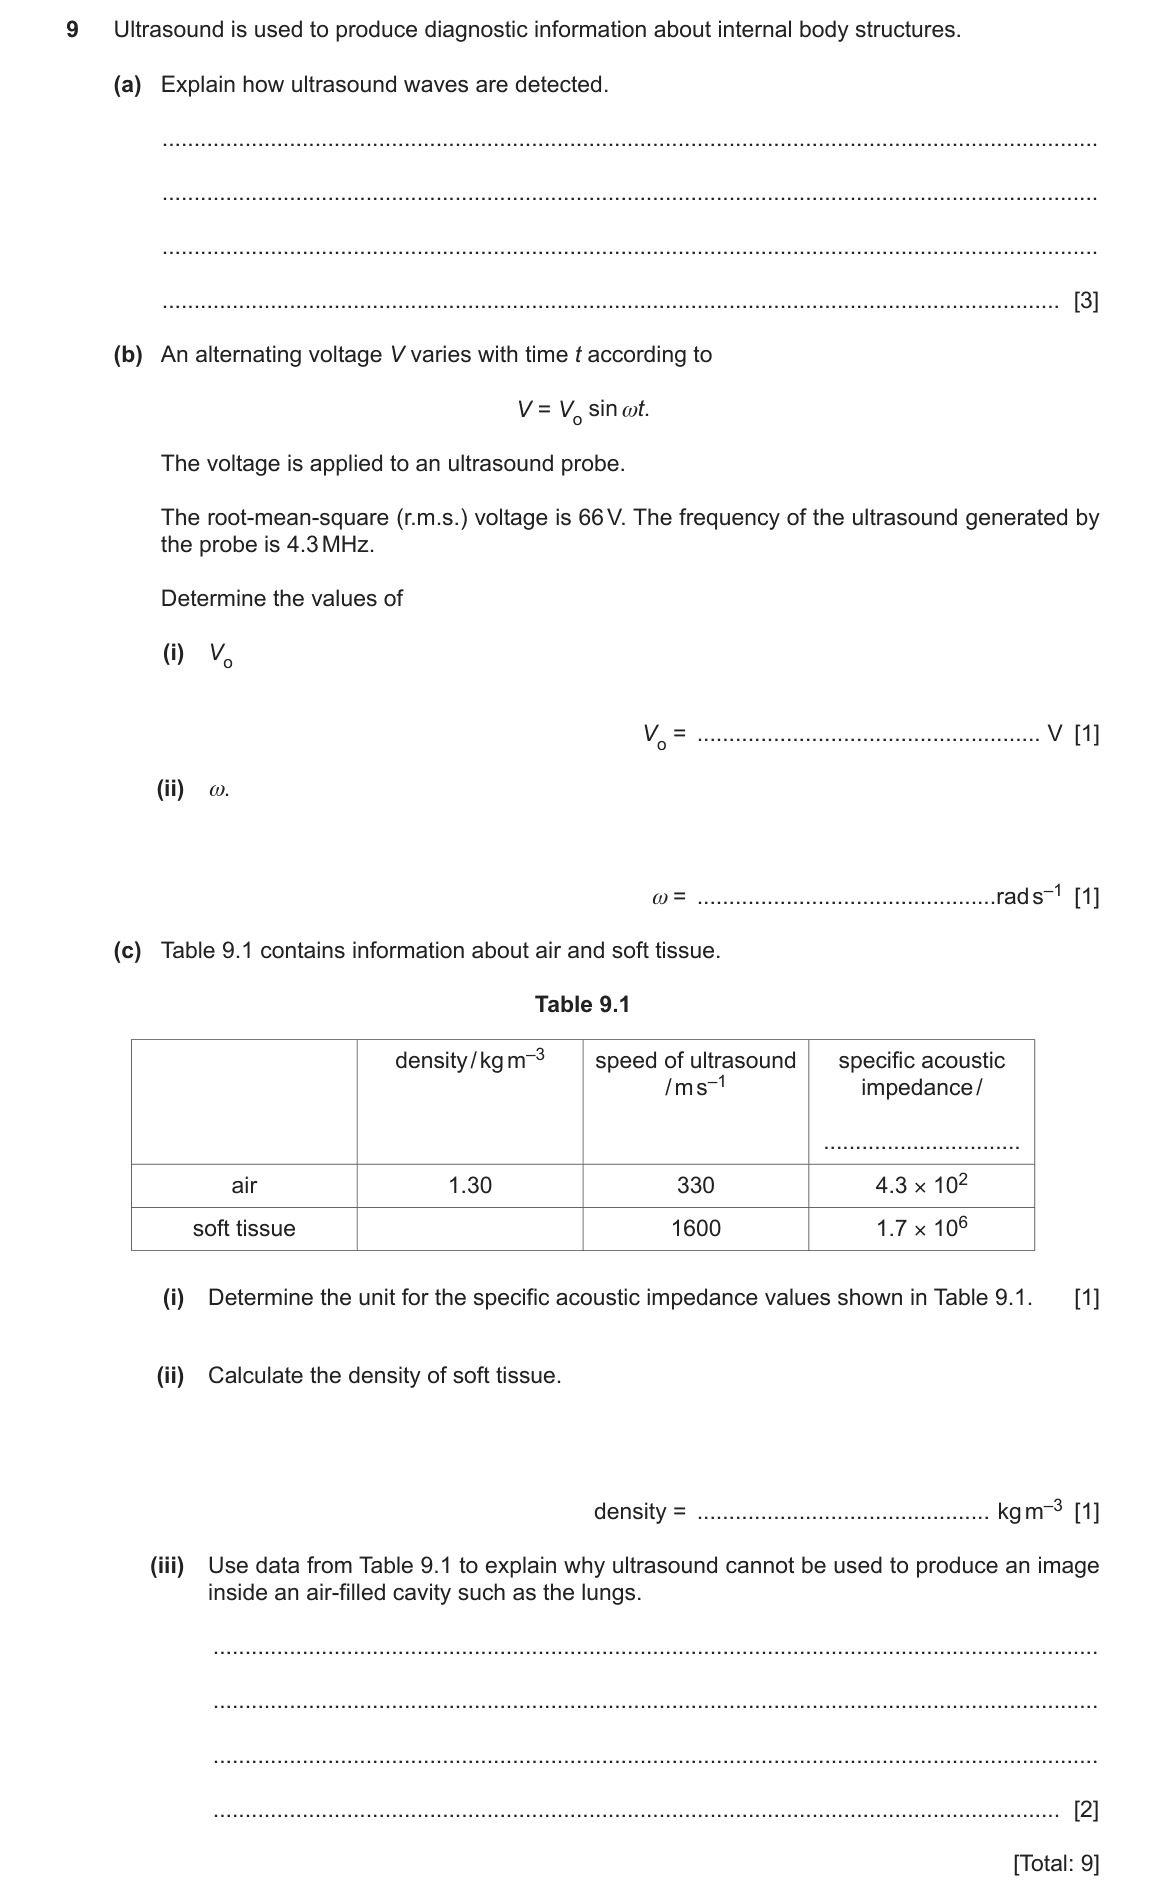 9 Ultrasound is used to produce diagnostic information about internal body structures.
(a) Explain how ultrasound waves are detected.
..........................................................................................
..........................................................................................
..........................................................................................
.......................................................................................... [3]
(b) An alternating voltage V varies with time t according to
V = V₀ sin ωt.
The voltage is applied to an ultrasound probe.
The root-mean-square (r.m.s.) voltage is 66 V. The frequency of the ultrasound generated by
the probe is 4.3 MHz.
Determine the values of
(i) V₀
V₀ = ...................................................... V [1]
(ii) ω.
ω = ............................................... rad s⁻¹ [1]
(c) Table 9.1 contains information about air and soft tissue.
Table 9.1
density / kg m⁻³ speed of ultrasound specific acoustic
/ m s⁻¹ impedance /
...............................
air 1.30 330 4.3 × 10²
soft tissue 1600 1.7 × 10⁶
(i) Determine the unit for the specific acoustic impedance values shown in Table 9.1. [1]
(ii) Calculate the density of soft tissue.
density = .............................................. kg m⁻³ [1]
(iii) Use data from Table 9.1 to explain why ultrasound cannot be used to produce an image
inside an air-filled cavity such as the lungs.
..........................................................................................
..........................................................................................
..........................................................................................
.......................................................................................... [2]
[Total: 9]